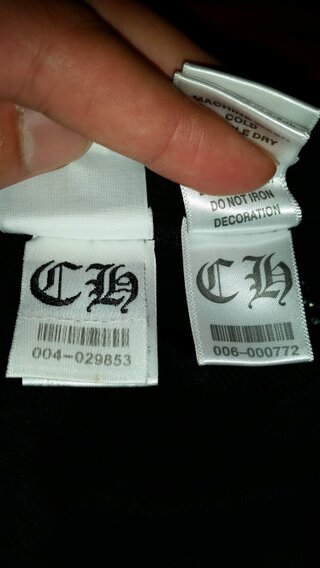 CH
004-029853
COLD
DO NOT IRON
DECORATION
CH
006-000772